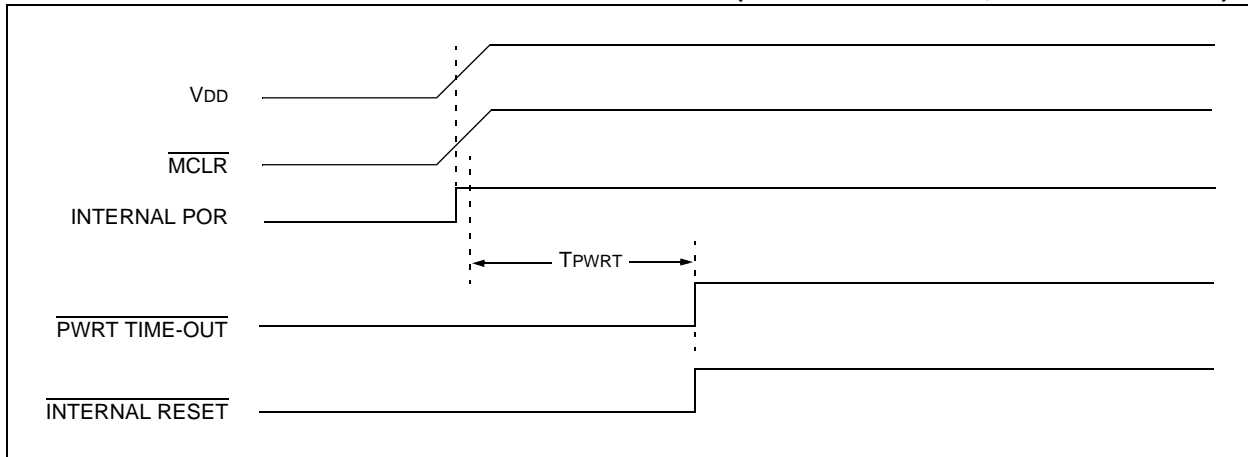 VDD
MCLR
INTERNAL POR
TPWRT
PWRT TIME-OUT
INTERNAL RESET